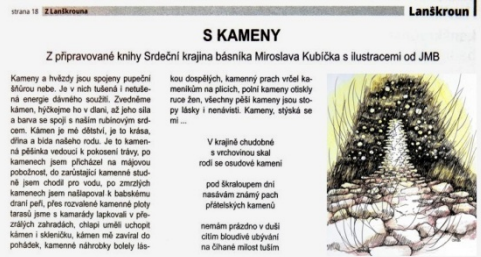 strana 18 Z Lanškrouna
Lanškroun
S KAMENY
Z připravované knihy Srdeční krajina básníka Miroslava Kubíčka s ilustracemi od JMB
Kameny a hvězdy jsou spojeny pupeční
šňůrou nebe. Je v nich tušená i netuše-
ná energie dávného soužití. Zvedněme
kámen, hýčkejme ho v dlani, až jeho síla
a barva se spojí s naším rubínovým srd-
cem. Kámen je mé dětství, je to krása,
dřina a bída našeho rodu. Je to kamen-
ná pěšinka vedoucí k pokosení trávy, po
kamenech jsem přicházel na májovou
pobožnost, do zarůstající kamenné stud-
ně jsem chodil pro vodu, po zmrzlých
kamenech jsem našlapoval k babskému
draní peří, přes rozvalené kamenné ploty
tarasů jsme s kamarády lapkovali v pře-
zrálých zahradách, chlapi uměli uchopit
kámen i skleničku, kámen mě zavíral do
pohádek, kamenné náhrobky bolely lás-
kou dospělých, kamenný prach vrčel ka-
meníkům na plicích, polní kameny otiskly
ruce žen, všechny pěší kameny jsou sto-
py lásky i nenávisti. Kameny, stýská se
mi ...
V krajině chudobné
s vrchovinou skal
rodí se osudové kamení
pod škraloupem dní
nasávám známý pach
přátelských kamenů
nemám prázdno v duši
cítím bloudivé ubývání
na číhané milost tuším